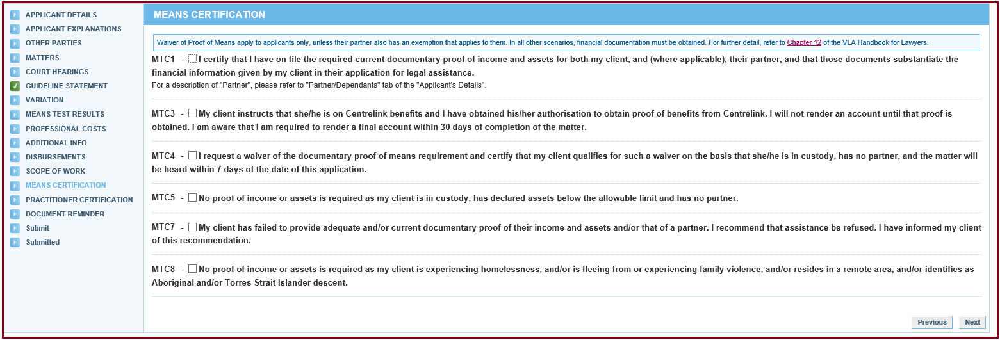 APPLICANT DETAILS
APPLICANT EXPLANATIONS
OTHER PARTIES
MATTERS
COURT HEARINGS
GUIDELINE STATEMENT
VARIATION
MEANS TEST RESULTS
PROFESSIONAL COSTS
ADDITIONAL INFO
DISBURSEMENTS
SCOPE OF WORK
MEANS CERTIFICATION
PRACTITIONER CERTIFICATION
DOCUMENT REMINDER
Submit
Submitted
MEANS CERTIFICATION
Waiver of Proof of Means apply to applicants only, unless their partner also has an exemption that applies to them. In all other scenarios, financial documentation must be obtained. For further detail, refer to Chapter 12 of the VLA Handbook for Lawyers.
MTC1 - I certify that I have on file the required current documentary proof of income and assets for both my client, and (where applicable), their partner, and that those documents substantiate the
financial information given by my client in their application for legal assistance.
For a description of "Partner", please refer to "Partner/Dependants" tab of the "Applicant's Details".
MTC3 - My client instructs that she/he is on Centrelink benefits and I have obtained his/her authorisation to obtain proof of benefits from Centrelink. I will not render an account until that proof is
obtained. I am aware that I am required to render a final account within 30 days of completion of the matter.
MTC4 - I request a waiver of the documentary proof of means requirement and certify that my client qualifies for such a waiver on the basis that she/he is in custody, has no partner, and the matter will
be heard within 7 days of the date of this application.
MTC5 - No proof of income or assets is required as my client is in custody, has declared assets below the allowable limit and has no partner.
MTC7 - My client has failed to provide adequate and/or current documentary proof of their income and assets and/or that of a partner. I recommend that assistance be refused. I have informed my client
of this recommendation.
MTC8 - No proof of income or assets is required as my client is experiencing homelessness, and/or is fleeing from or experiencing family violence, and/or resides in a remote area, and/or identifies as
Aboriginal and/or Torres Strait Islander descent.
Previous Next